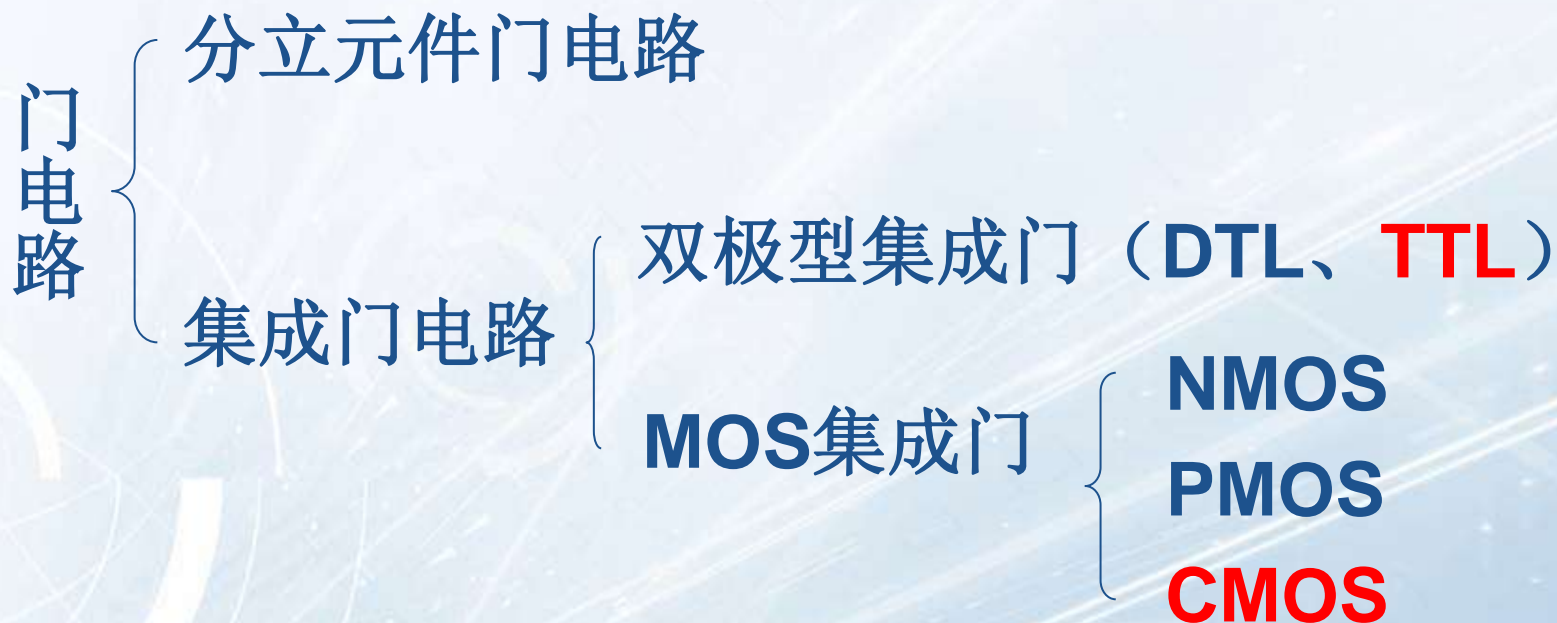 门电路
分立元件门电路
集成门电路
双极型集成门（DTL、TTL）
MOS集成门
NMOS
PMOS
CMOS